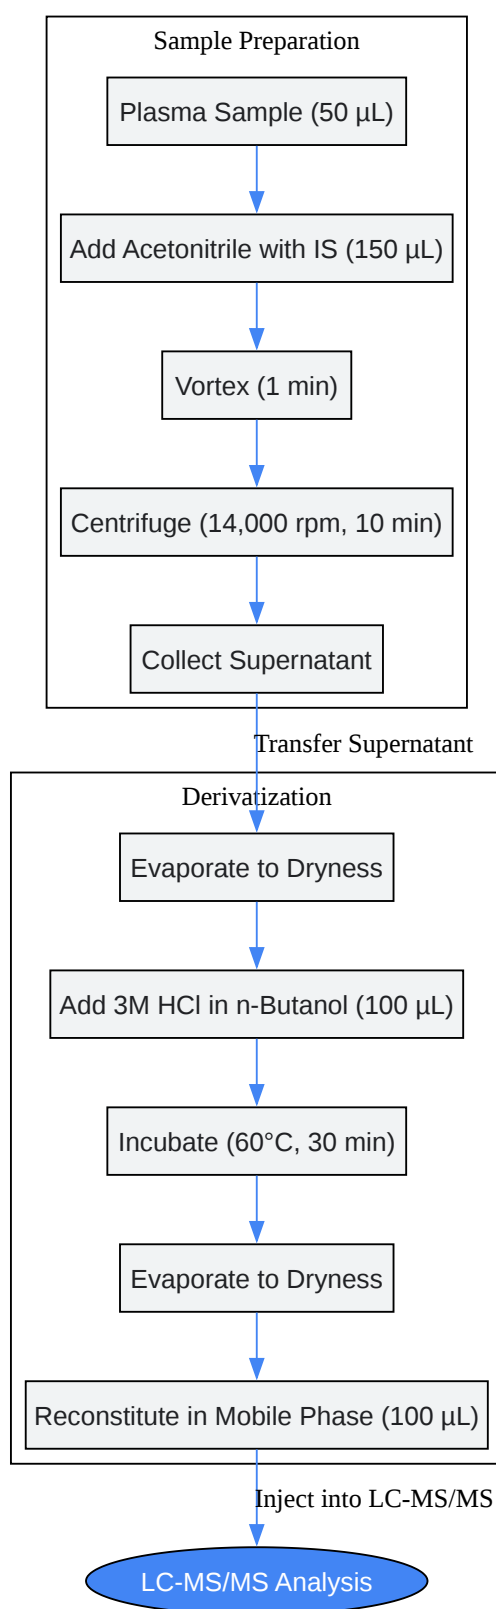 Sample Preparation
Plasma Sample (50 µL)
Add Acetonitrile with IS (150 µL)
Vortex (1 min)
Centrifuge (14,000 rpm, 10 min)
Collect Supernatant
Transfer Supernatant
Derivatization
Evaporate to Dryness
Add 3M HCl in n-Butanol (100 µL)
Incubate (60°C, 30 min)
Evaporate to Dryness
Reconstitute in Mobile Phase (100 µL)
Inject into LC-MS/MS
LC-MS/MS Analysis